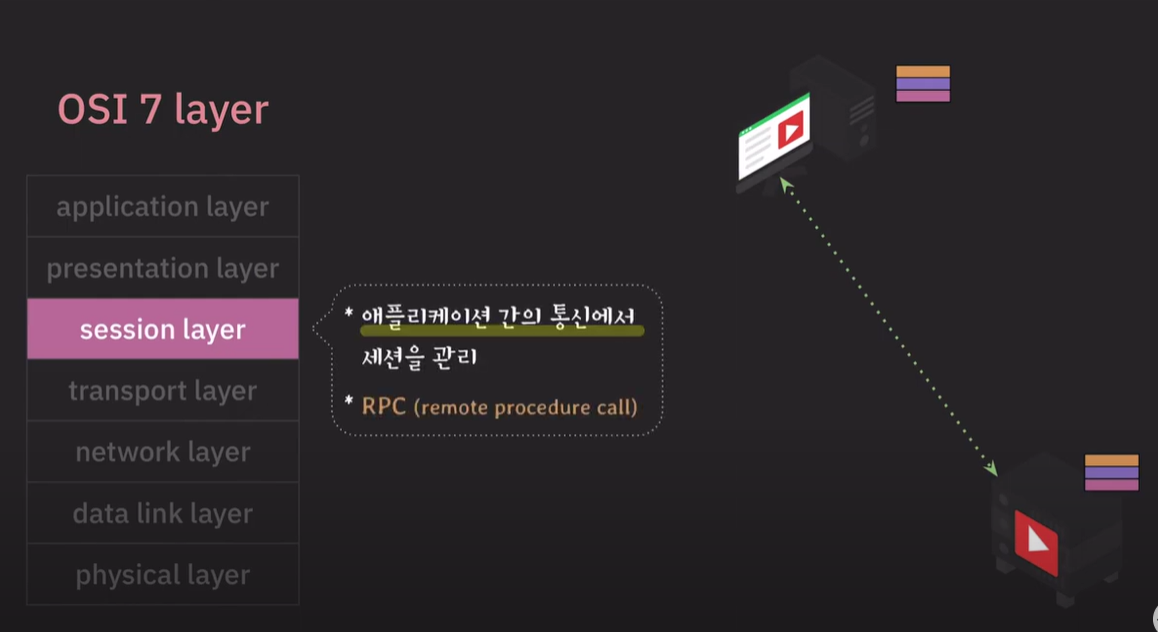 OSI 7 layer
application layer
presentation layer
session layer
transport layer
network layer
data link layer
physical layer
* 애플리케이션 간의 통신에서
세션을 관리
* RPC (remote procedure call)